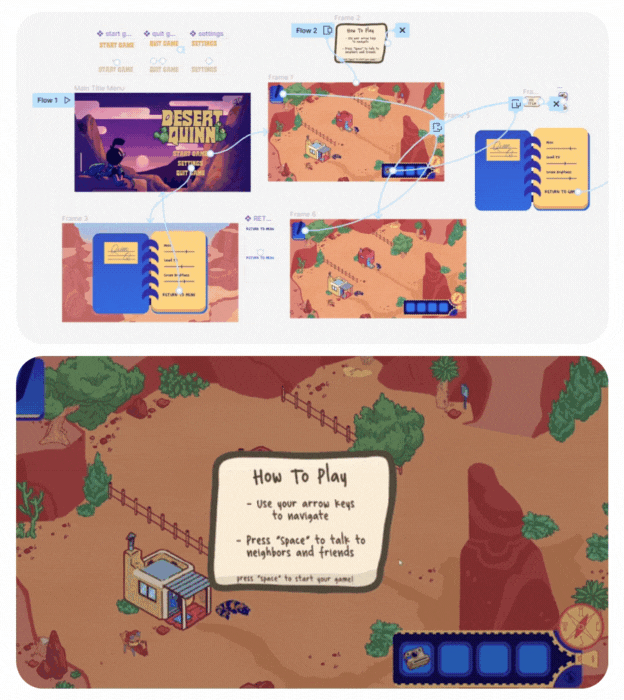 Frame 2
start g...
quit g...
settings
Flow 2
How To Play
- Use your arrow keys
to navigate
- Press "Space" to talk to
neighbors and friends
START GAME
QUIT GAME
SETTINGS
START GAME
QUIT GAME
SETTINGS
Main Title Menu
Frame 1
Flow 1
DESERT
QUINN
START GAME
SETTINGS
QUIT GAME
Fra...
RETURN TO
Frame 3
RET...
RETURN TO MENU
RETURN TO MENU
Frame 6
RETURN TO MENU
How To Play
- Use your arrow keys
to navigate
- Press "Space" to talk to
neighbors and friends
press "space" to start your game!